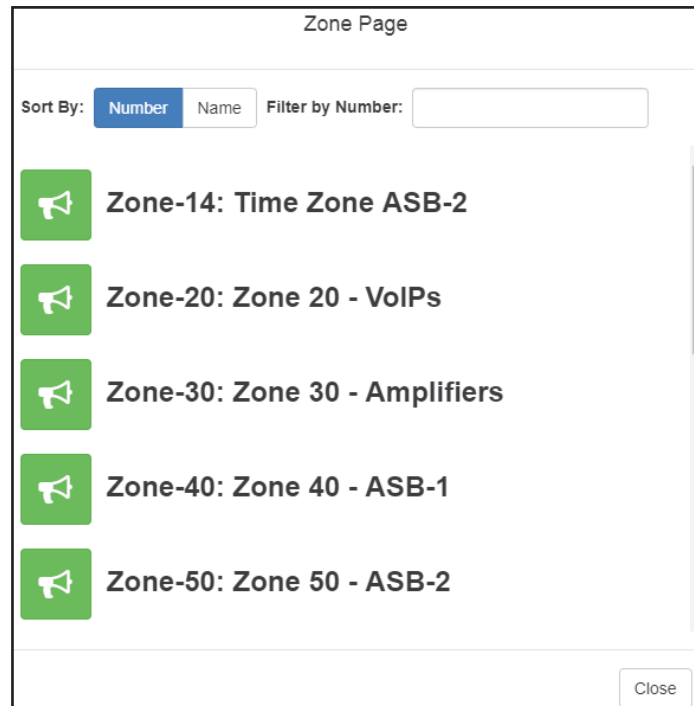 Zone Page
Sort By: Number Name Filter by Number:
Zone-14: Time Zone ASB-2
Zone-20: Zone 20 - VoIPs
Zone-30: Zone 30 - Amplifiers
Zone-40: Zone 40 - ASB-1
Zone-50: Zone 50 - ASB-2
Close